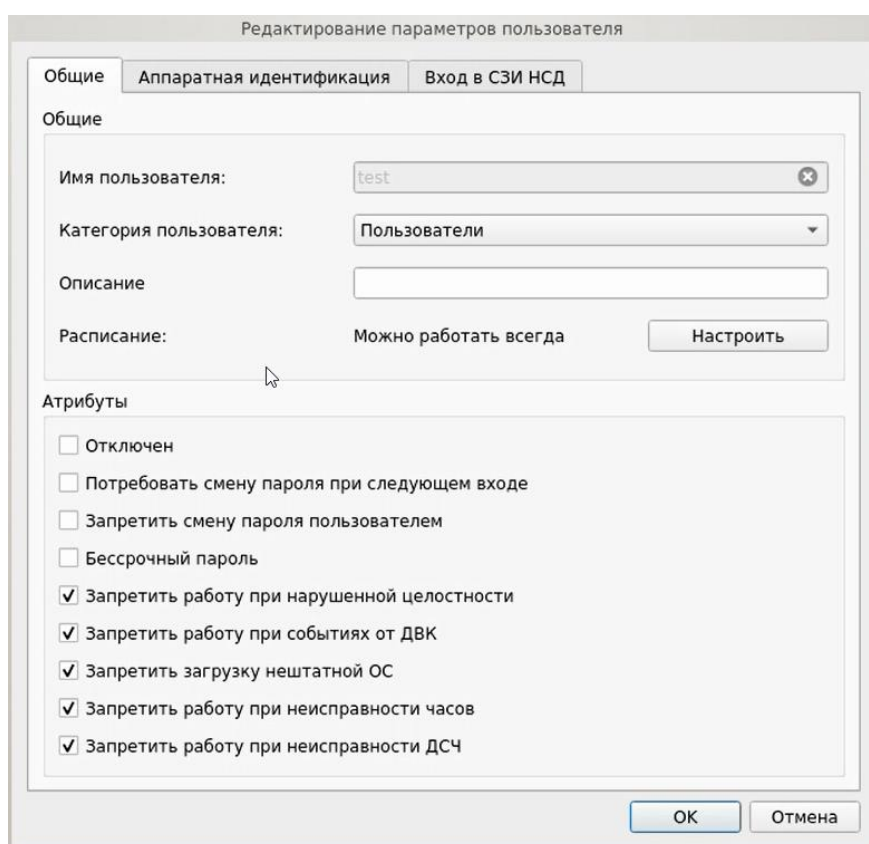 Редактирование параметров пользователя
Общие
Аппаратная идентификация
Вход в СЗИ НСД
Общие
Имя пользователя:
test
Категория пользователя:
Пользователи
Описание
Расписание:
Можно работать всегда
Настроить
Атрибуты
Отключен
Потребовать смену пароля при следующем входе
Запретить смену пароля пользователем
Бессрочный пароль
Запретить работу при нарушенной целостности
Запретить работу при событиях от ДВК
Запретить загрузку нештатной ОС
Запретить работу при неисправности часов
Запретить работу при неисправности ДСЧ
OK
Отмена